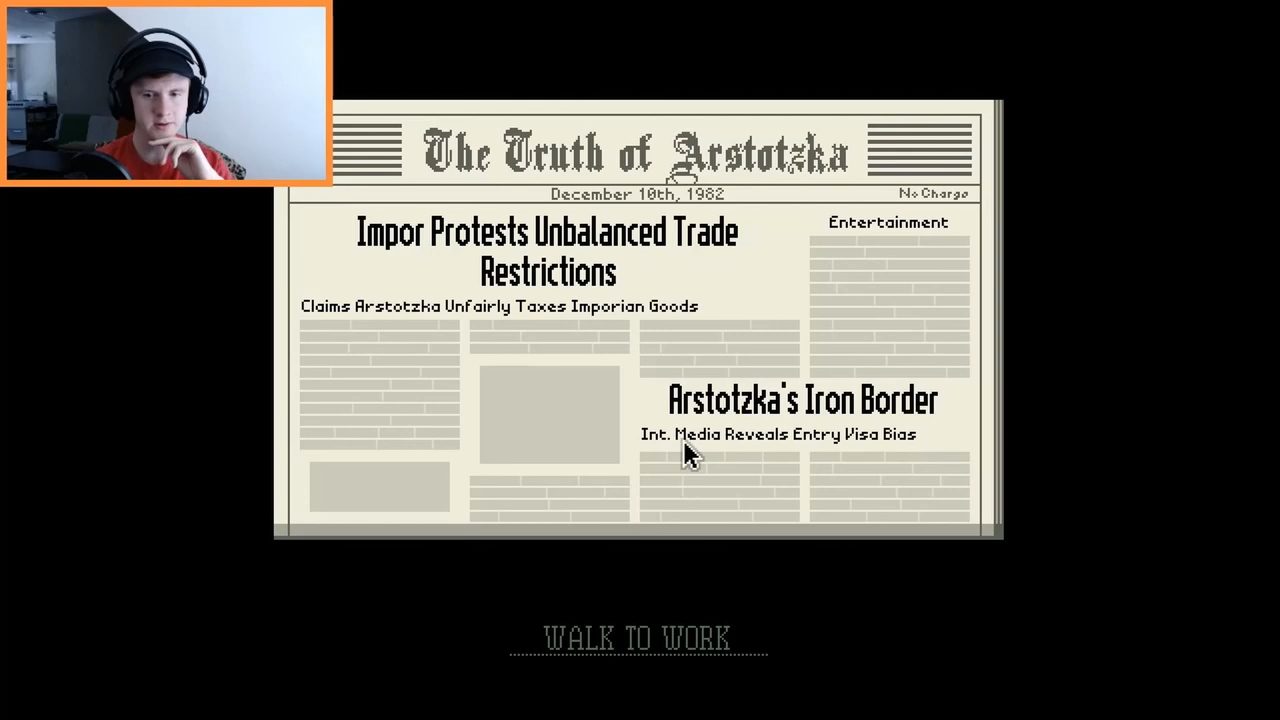 The Truth of Arstotzka
December 10th, 1982
No Charge
Impor Protests Unbalanced Trade
Restrictions
Claims Arstotzka Unfairly Taxes Imporian Goods
Entertainment
Arstotzka's Iron Border
Int. Media Reveals Entry Visa Bias
WALK TO WORK